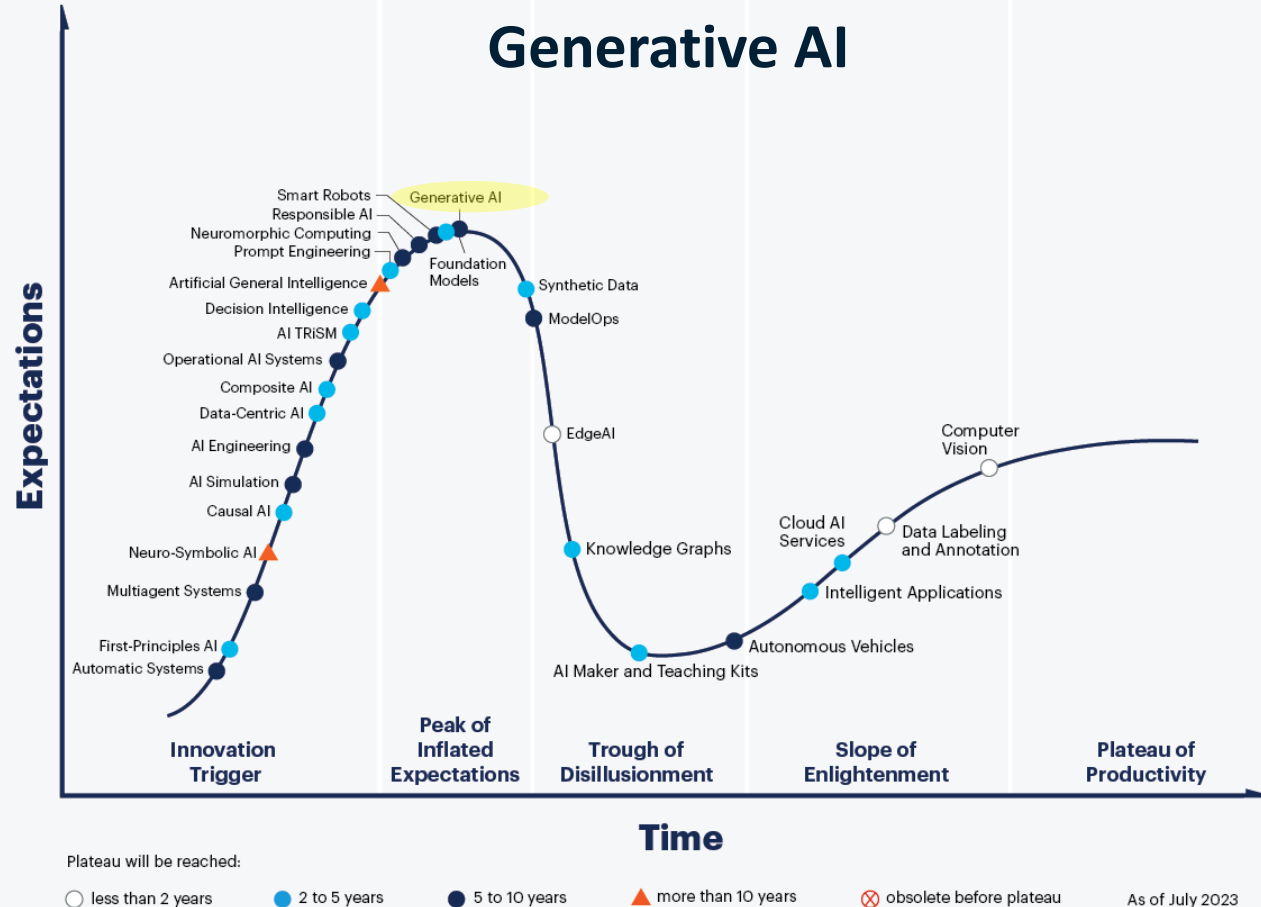 Generative AI
Expectations
Smart Robots
Generative AI
Responsible AI
Neuromorphic Computing
Prompt Engineering
Foundation
Models
Artificial General Intelligence
Synthetic Data
Decision Intelligence
ModelOps
AI TRiSM
Operational AI Systems
Composite AI
Data-Centric AI
EdgeAI
AI Engineering
AI Simulation
Causal AI
Neuro-Symbolic AI
Knowledge Graphs
Multiagent Systems
First-Principles AI
Automatic Systems
AI Maker and Teaching Kits
Autonomous Vehicles
Intelligent Applications
Cloud AI
Services
Data Labeling
and Annotation
Computer
Vision
Innovation
Trigger
Peak of
Inflated
Expectations
Trough of
Disillusionment
Slope of
Enlightenment
Plateau of
Productivity
Time
Plateau will be reached:
less than 2 years
2 to 5 years
5 to 10 years
more than 10 years
obsolete before plateau
As of July 2023